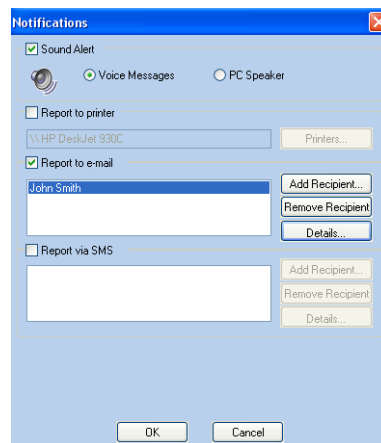 Notifications
Sound Alert
Voice Messages PC Speaker
Report to printer
\\HP DeskJet 930C Printers...
Report to e-mail
John Smith
Add Recipient...
Remove Recipient
Details...
Report via SMS
Add Recipient...
Remove Recipient
Details...
OK Cancel